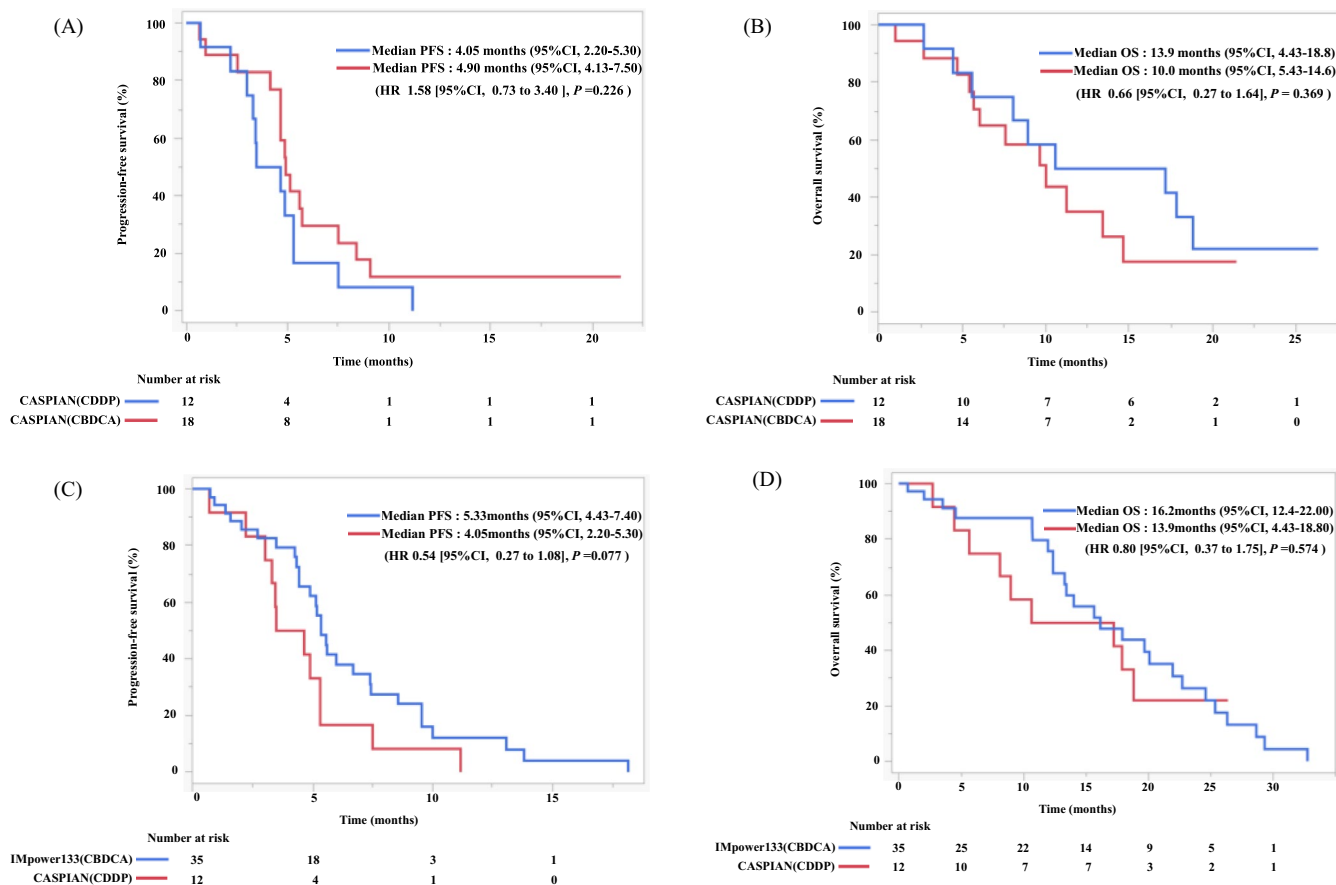 (A)
Progression-free survival (%)
100
80
60
40
20
0
Median PFS : 4.05 months (95%CI, 2.20-5.30)
Median PFS : 4.90 months (95%CI, 4.13-7.50)
(HR 1.58 [95%CI, 0.73 to 3.40 ], P =0.226 )
0 5 10 15 20
Time (months)
Number at risk
CASPIAN(CDDP) 12 4 1 1 1
CASPIAN(CBDCA) 18 8 1 1 1
(B)
Overrall survival (%)
100
80
60
40
20
0
Median OS : 13.9 months (95%CI, 4.43-18.8)
Median OS : 10.0 months (95%CI, 5.43-14.6)
(HR 0.66 [95%CI, 0.27 to 1.64], P = 0.369 )
0 5 10 15 20 25
Time (months)
Number at risk
CASPIAN(CDDP) 12 10 7 6 2 1
CASPIAN(CBDCA) 18 14 7 2 1 0
(C)
Progression-free survival (%)
100
80
60
40
20
0
Median PFS : 5.33months (95%CI, 4.43-7.40)
Median PFS : 4.05months (95%CI, 2.20-5.30)
(HR 0.54 [95%CI, 0.27 to 1.08], P =0.077 )
0 5 10 15
Time (months)
Number at risk
IMpower133(CBDCA) 35 18 3 1
CASPIAN(CDDP) 12 4 1 0
(D)
Overrall survival (%)
100
80
60
40
20
0
Median OS : 16.2months (95%CI, 12.4-22.00)
Median OS : 13.9months (95%CI, 4.43-18.80)
(HR 0.80 [95%CI, 0.37 to 1.75], P =0.574 )
0 5 10 15 20 25 30
Time (months)
Number at risk
IMpower133(CBDCA) 35 25 22 14 9 5 1
CASPIAN(CDDP) 12 10 7 7 3 2 1